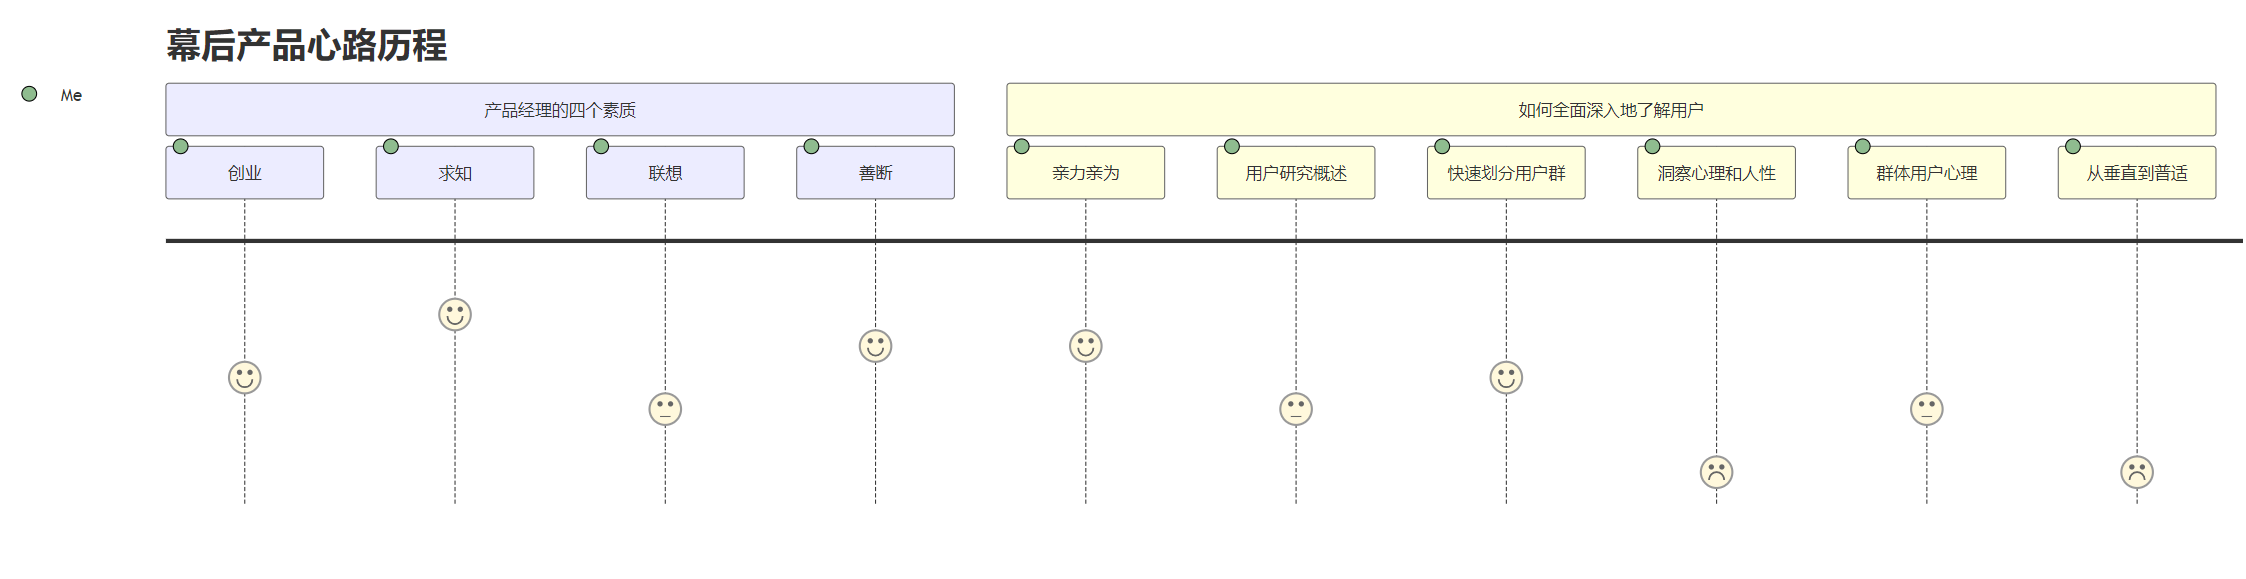 幕后产品心路历程
Me
产品经理的四个素质
如何全面深入地了解用户
创业
求知
联想
善断
亲力亲为
用户研究概述
快速划分用户群
洞察心理和人性
群体用户心理
从垂直到普适